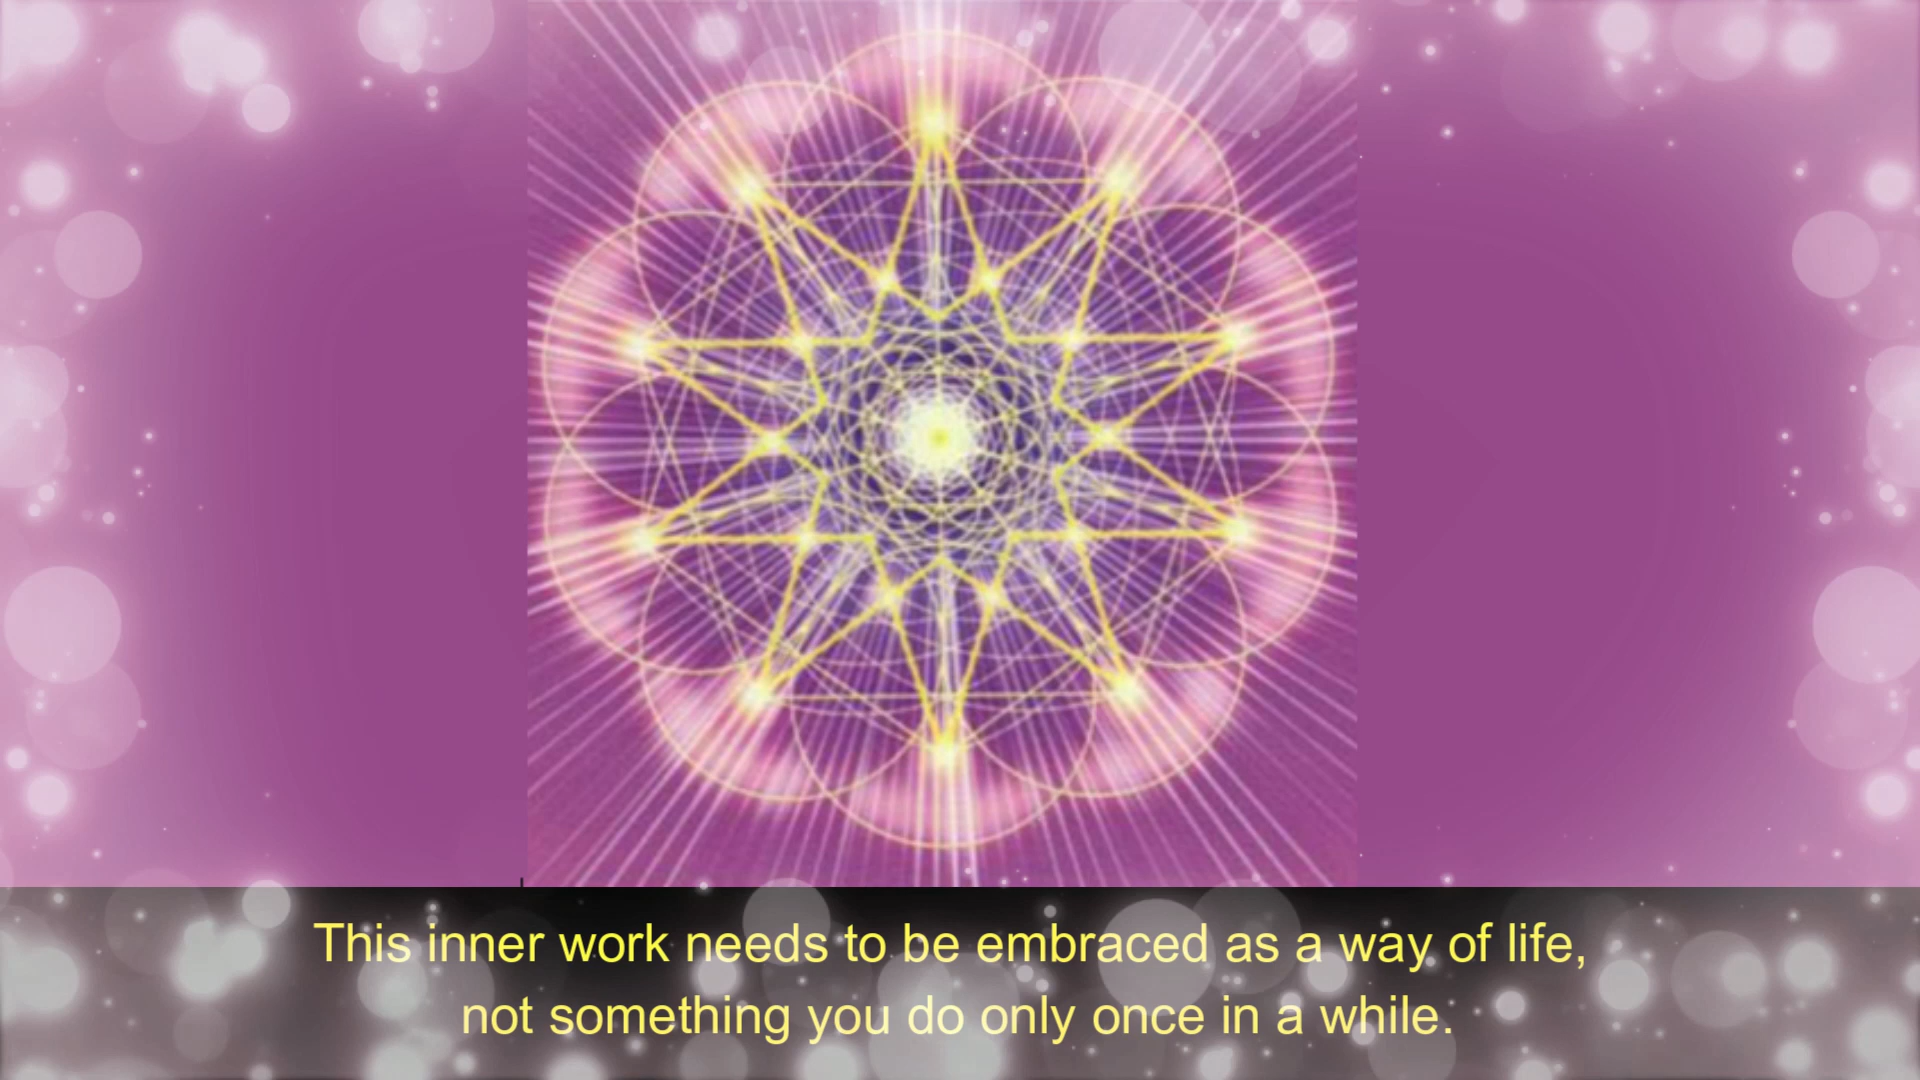 This inner work needs to be embraced as a way of life,
not something you do only once in a while.